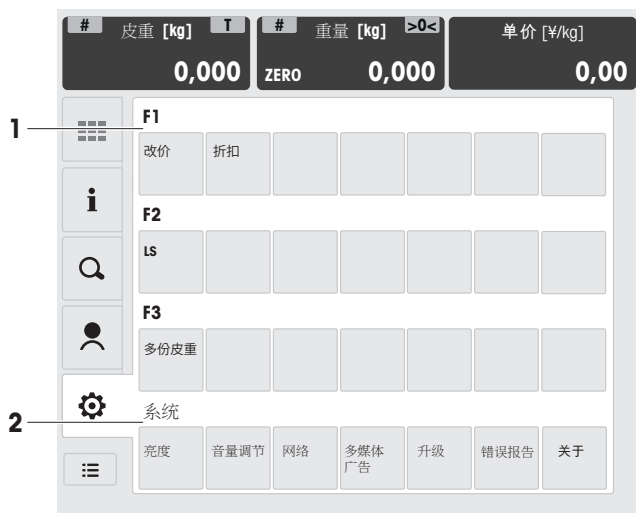 # 皮重 [kg] T # 重量 [kg] >0< 单价 [¥/kg]
0,000 ZERO 0,000 0,00
1
F1
改价 折扣
i
F2
LS
F3
多份皮重
2
系统
亮度 音量调节 网络 多媒体 升级 错误报告 关于
广告